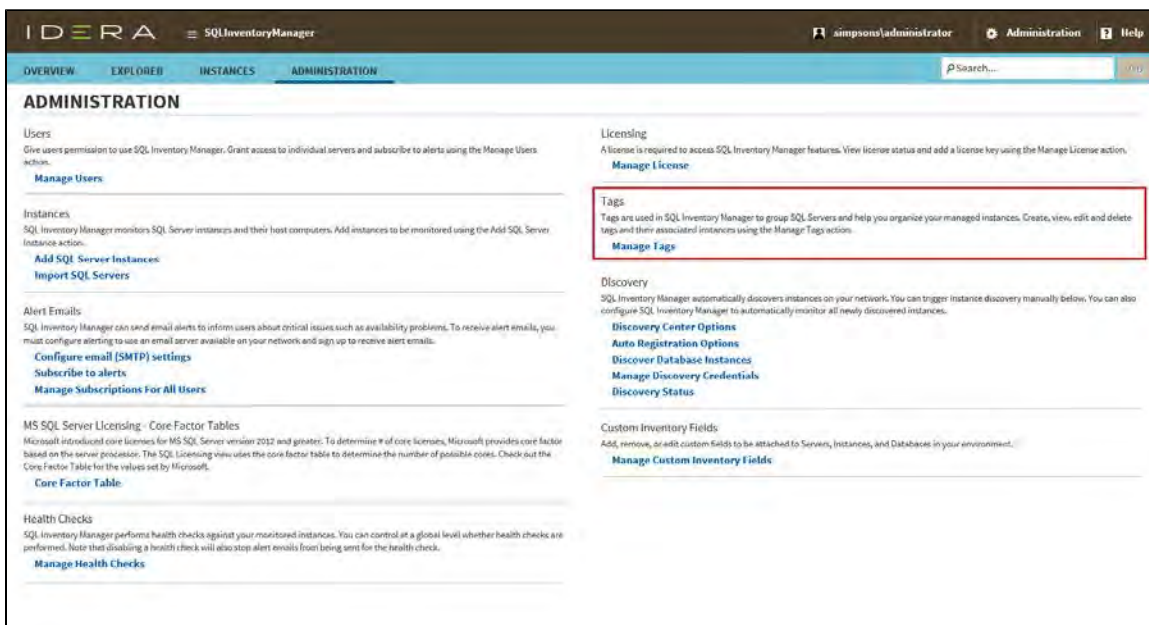 IDERA
SQLInventoryManager
simpsons\administrator
Administration
Help
OVERVIEW
EXPLORER
INSTANCES
ADMINISTRATION
Search...
ADMINISTRATION
Users
Give users permission to use SQL Inventory Manager. Grant access to individual servers and subscribe to alerts using the Manage Users
action.
Manage Users
Instances
SQL Inventory Manager monitors SQL Server instances and their host computers. Add instances to be monitored using the Add SQL Server
Instance action.
Add SQL Server Instances
Import SQL Servers
Alert Emails
SQL Inventory Manager can send email alerts to inform users about critical issues such as availability problems. To receive alert emails, you
must configure alerting to use an email server available on your network and sign up to receive alert emails.
Configure email (SMTP) settings
Subscribe to alerts
Manage Subscriptions For All Users
MS SQL Server Licensing - Core Factor Tables
Microsoft introduced core licenses for MS SQL Server version 2012 and greater. To determine # of core licenses, Microsoft provides core factor
based on the server processor. The SQL Licensing view uses the core factor table to determine the number of possible cores. Check out the
Core Factor Table for the values set by Microsoft.
Core Factor Table
Health Checks
SQL Inventory Manager performs health checks against your monitored instances. You can control at a global level whether health checks are
performed. Note that disabling a health check will also stop alert emails from being sent for the health check.
Manage Health Checks
Licensing
A license is required to access SQL Inventory Manager features. View license status and add a license key using the Manage License action.
Manage License
Tags
Tags are used in SQL Inventory Manager to group SQL Servers and help you organize your managed instances. Create, view, edit and delete
tags and their associated instances using the Manage Tags action.
Manage Tags
Discovery
SQL Inventory Manager automatically discovers instances on your network. You can trigger instance discovery manually below. You can also
configure SQL Inventory Manager to automatically monitor all newly discovered instances.
Discovery Center Options
Auto Registration Options
Discover Database Instances
Manage Discovery Credentials
Discovery Status
Custom Inventory Fields
Add, remove, or edit custom fields to be attached to Servers, Instances, and Databases in your environment.
Manage Custom Inventory Fields